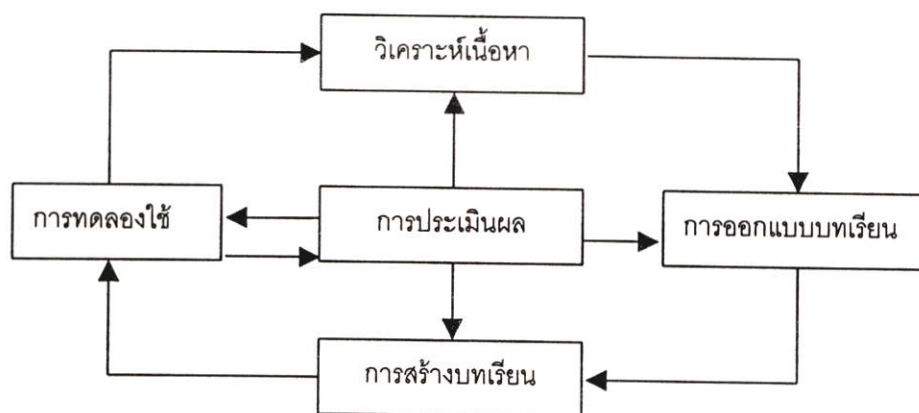 วิเคราะห์เนื้อหา
การทดลองใช้
การประเมินผล
การออกแบบบทเรียน
การสร้างบทเรียน